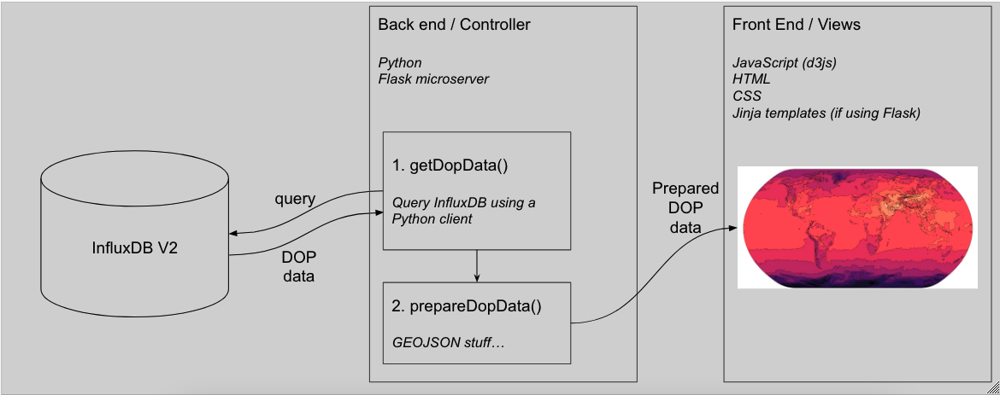 Back end / Controller
Python
Flask microserver
1. getDopData()
Query InfluxDB using a
Python client
2. prepareDopData()
GEOJSON stuff…
InfluxDB V2
query
DOP
data
Prepared
DOP
data
Front End / Views
JavaScript (d3js)
HTML
CSS
Jinja templates (if using Flask)